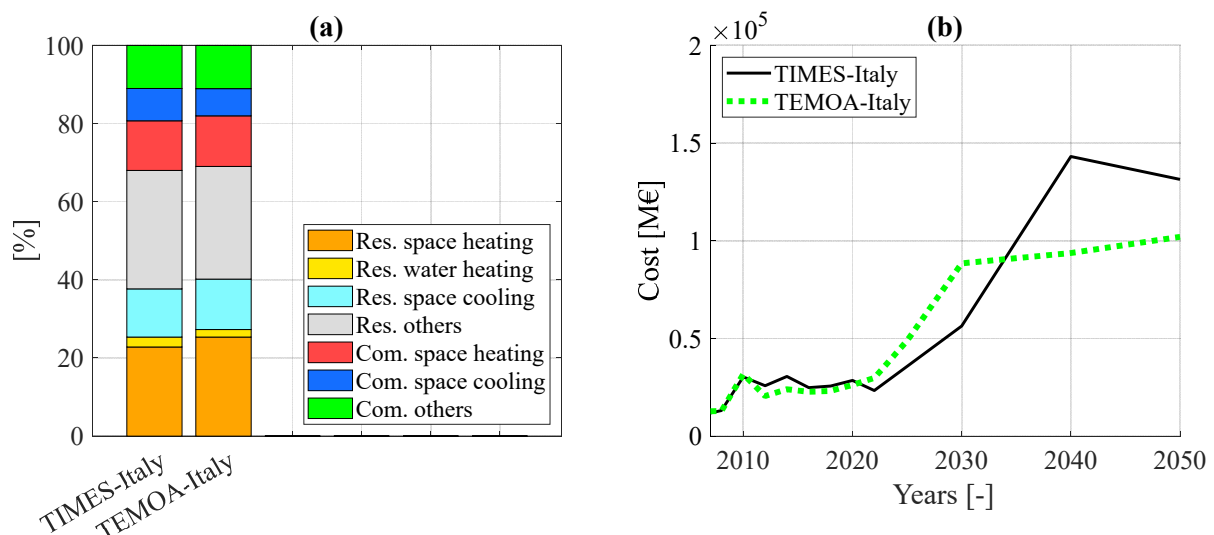 (a)
100
80
60
40
20
0
[%]
Res. space heating
Res. water heating
Res. space cooling
Res. others
Com. space heating
Com. space cooling
Com. others
TIMES-Italy
TEMOA-Italy
(b)
×10⁵
2
1.5
1
0.5
0
Cost [M€]
TIMES-Italy
TEMOA-Italy
2010
2020
2030
2040
2050
Years [-]